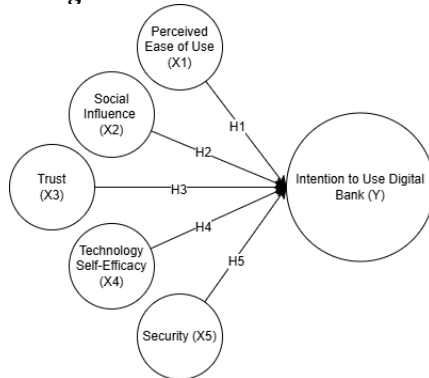 Perceived
Ease of Use
(X1)
H1
Social
Influence
(X2)
H2
Trust
(X3)
H3
Intention to Use Digital
Bank (Y)
H4
Technology
Self-Efficacy
(X4)
H5
Security (X5)